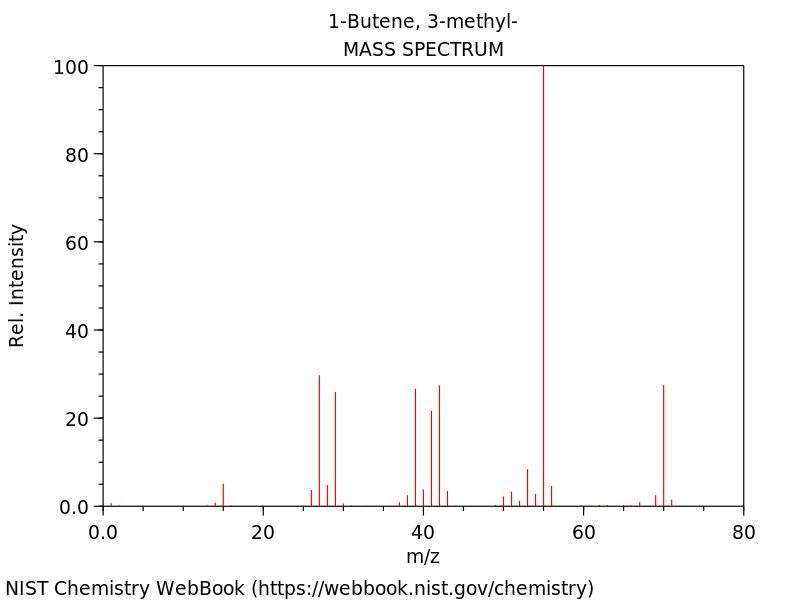 1-Butene, 3-methyl-
MASS SPECTRUM
Rel. Intensity
100
80
60
40
20
0.0
0.0 20 40 60 80
m/z
NIST Chemistry WebBook (https://webbook.nist.gov/chemistry)